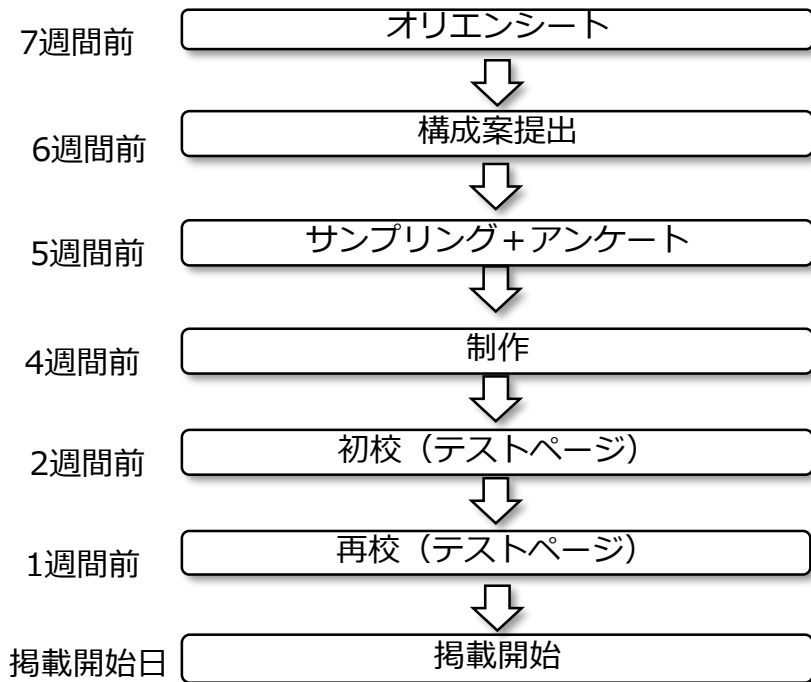 7週間前
オリエンシート
6週間前
構成案提出
5週間前
サンプリング＋アンケート
4週間前
制作
2週間前
初校（テストページ）
1週間前
再校（テストページ）
掲載開始日
掲載開始